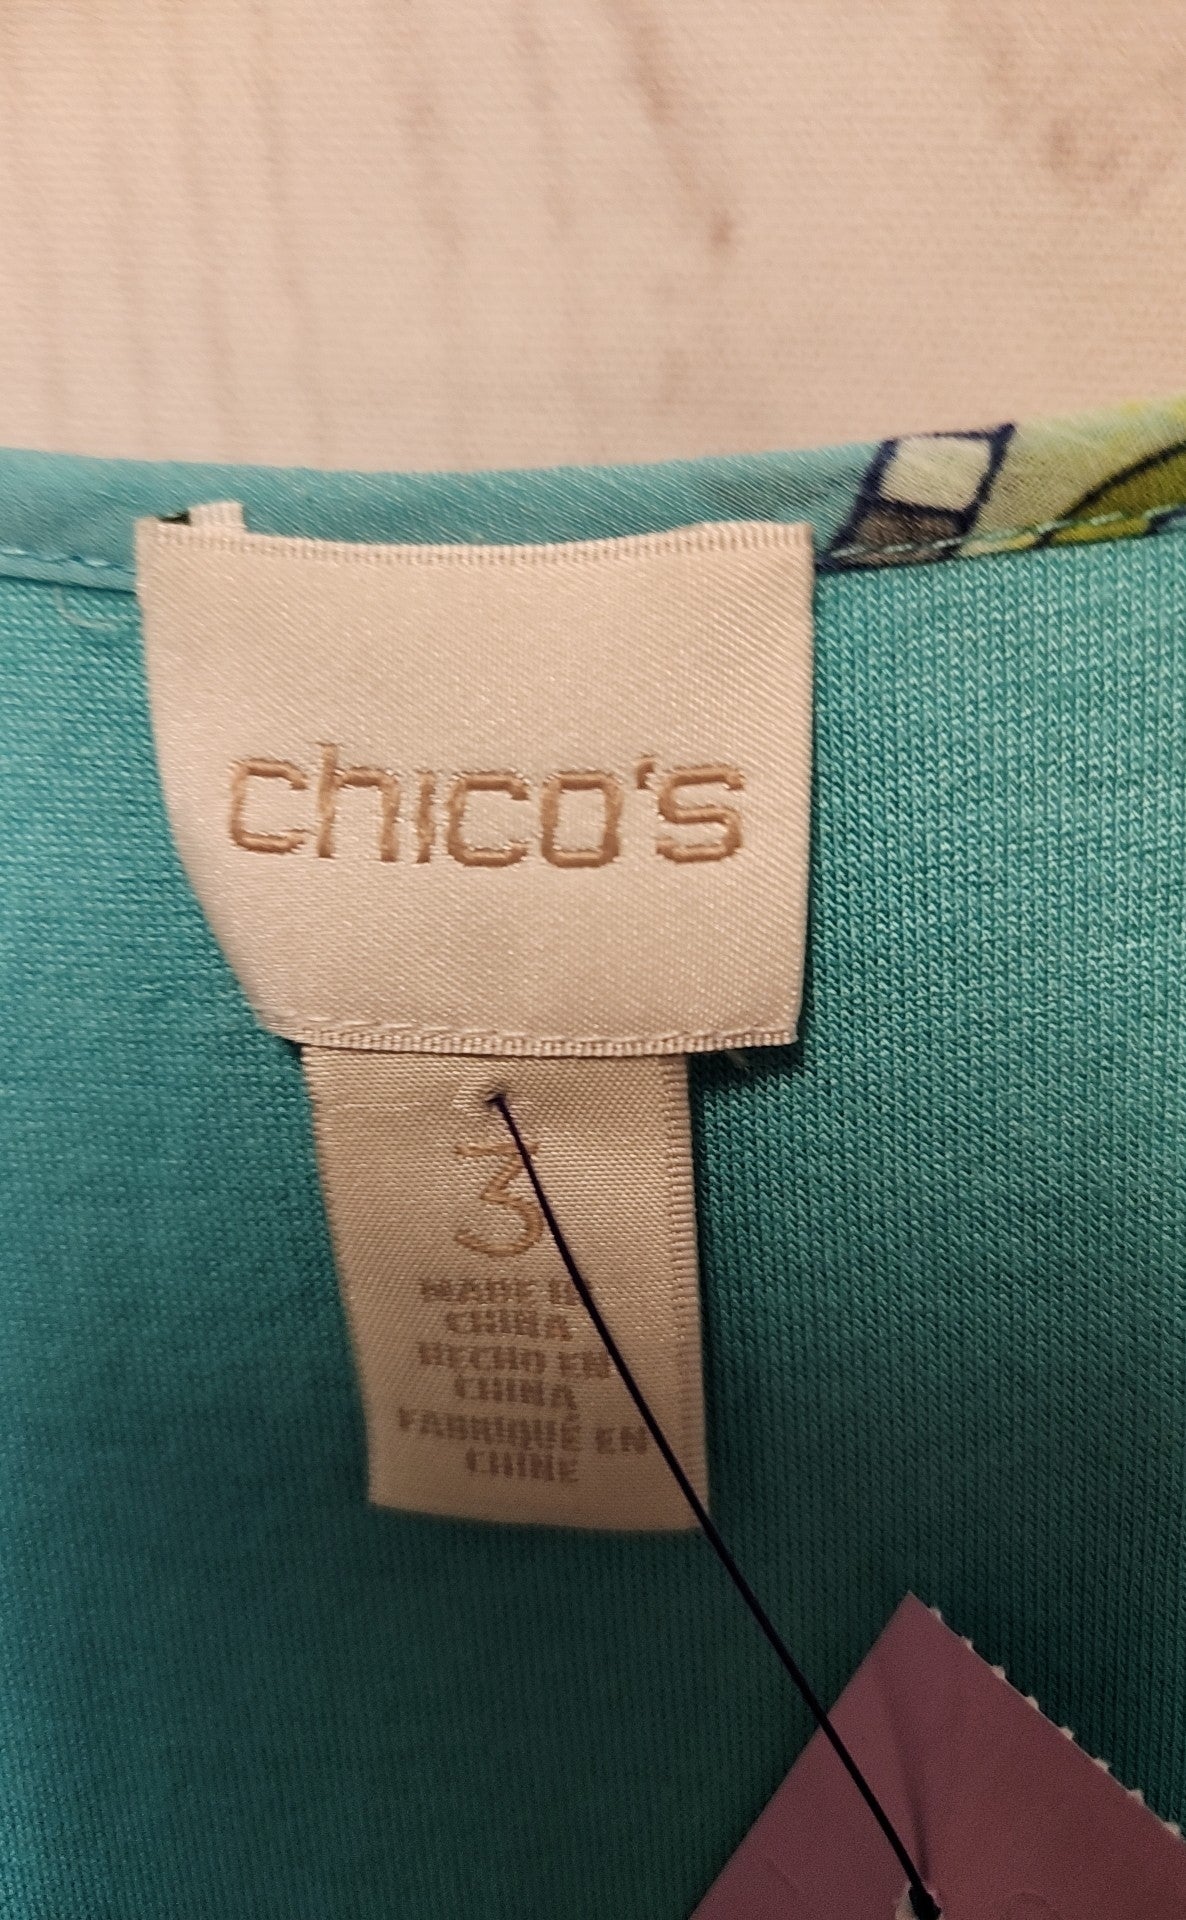 chico's
3
MADE IN
CHINA
HECHO EN
CHINA
FABRIQUÉ EN
CHINE